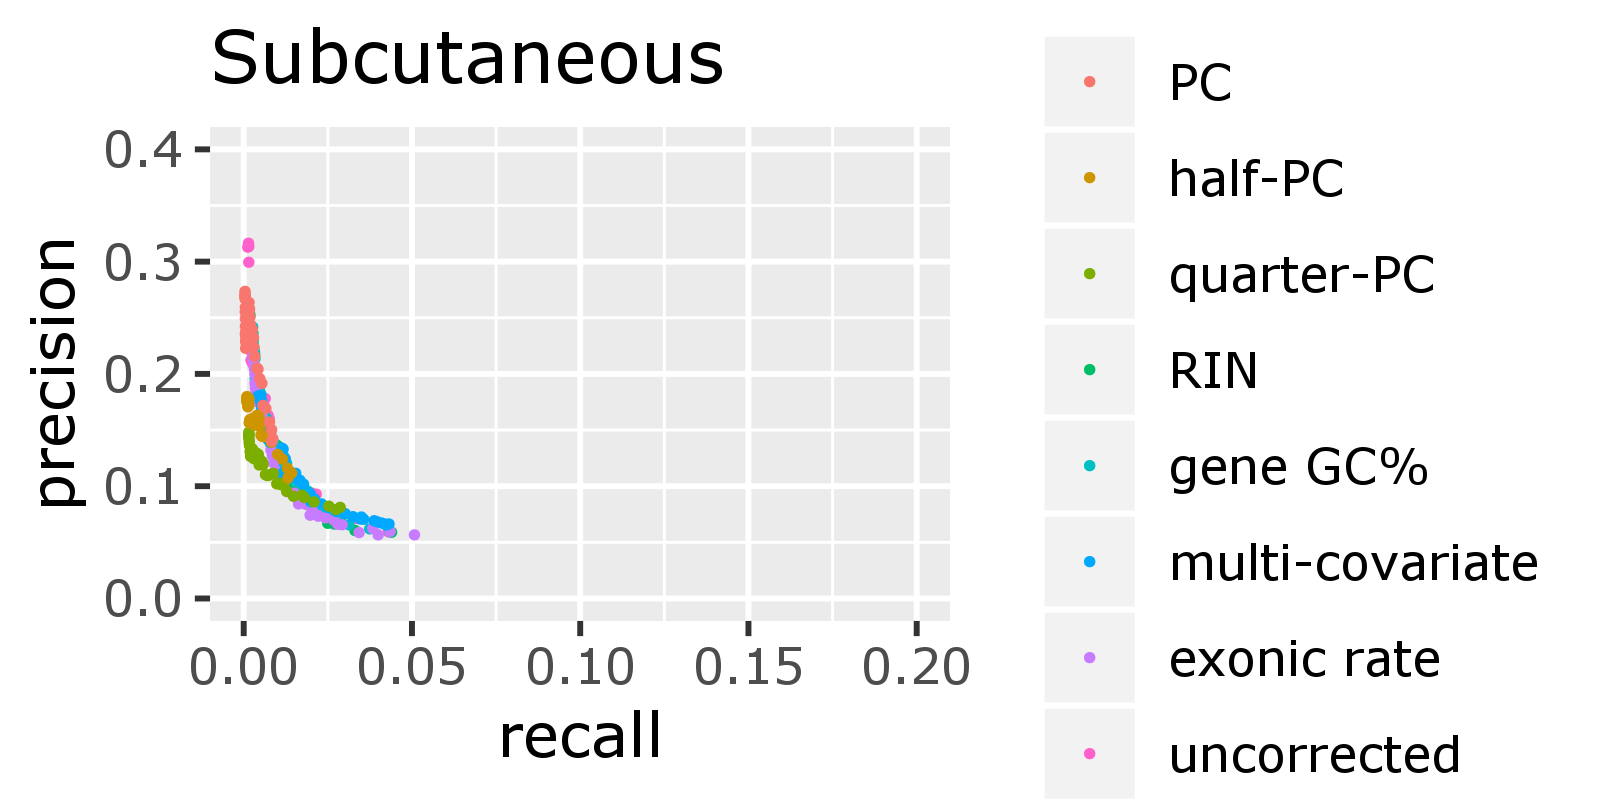 Subcutaneous
0.4
0.3
0.2
0.1
0.0
precision
0.00 0.05 0.10 0.15 0.20
recall
PC
half-PC
quarter-PC
RIN
gene GC%
multi-covariate
exonic rate
uncorrected